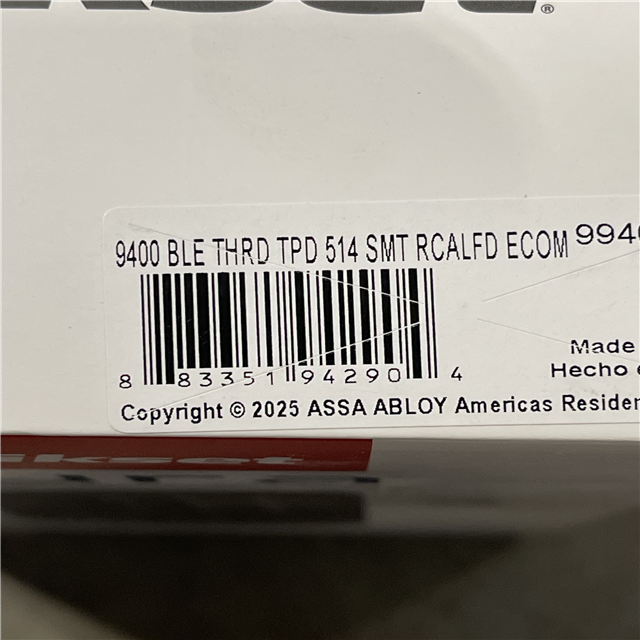 9400 BLE THRD TPD 514 SMT RCALFD ECOM 994
8 83351 94290 4
Made
Hecho
Copyright © 2025 ASSA ABLOY Americas Residen